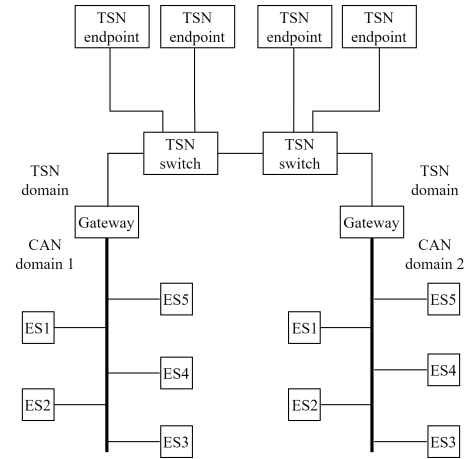 TSN
endpoint
TSN
endpoint
TSN
endpoint
TSN
endpoint
TSN
switch
TSN
switch
TSN
domain
TSN
domain
Gateway
Gateway
CAN
domain 1
CAN
domain 2
ES5
ES1
ES4
ES2
ES3
ES5
ES1
ES4
ES2
ES3